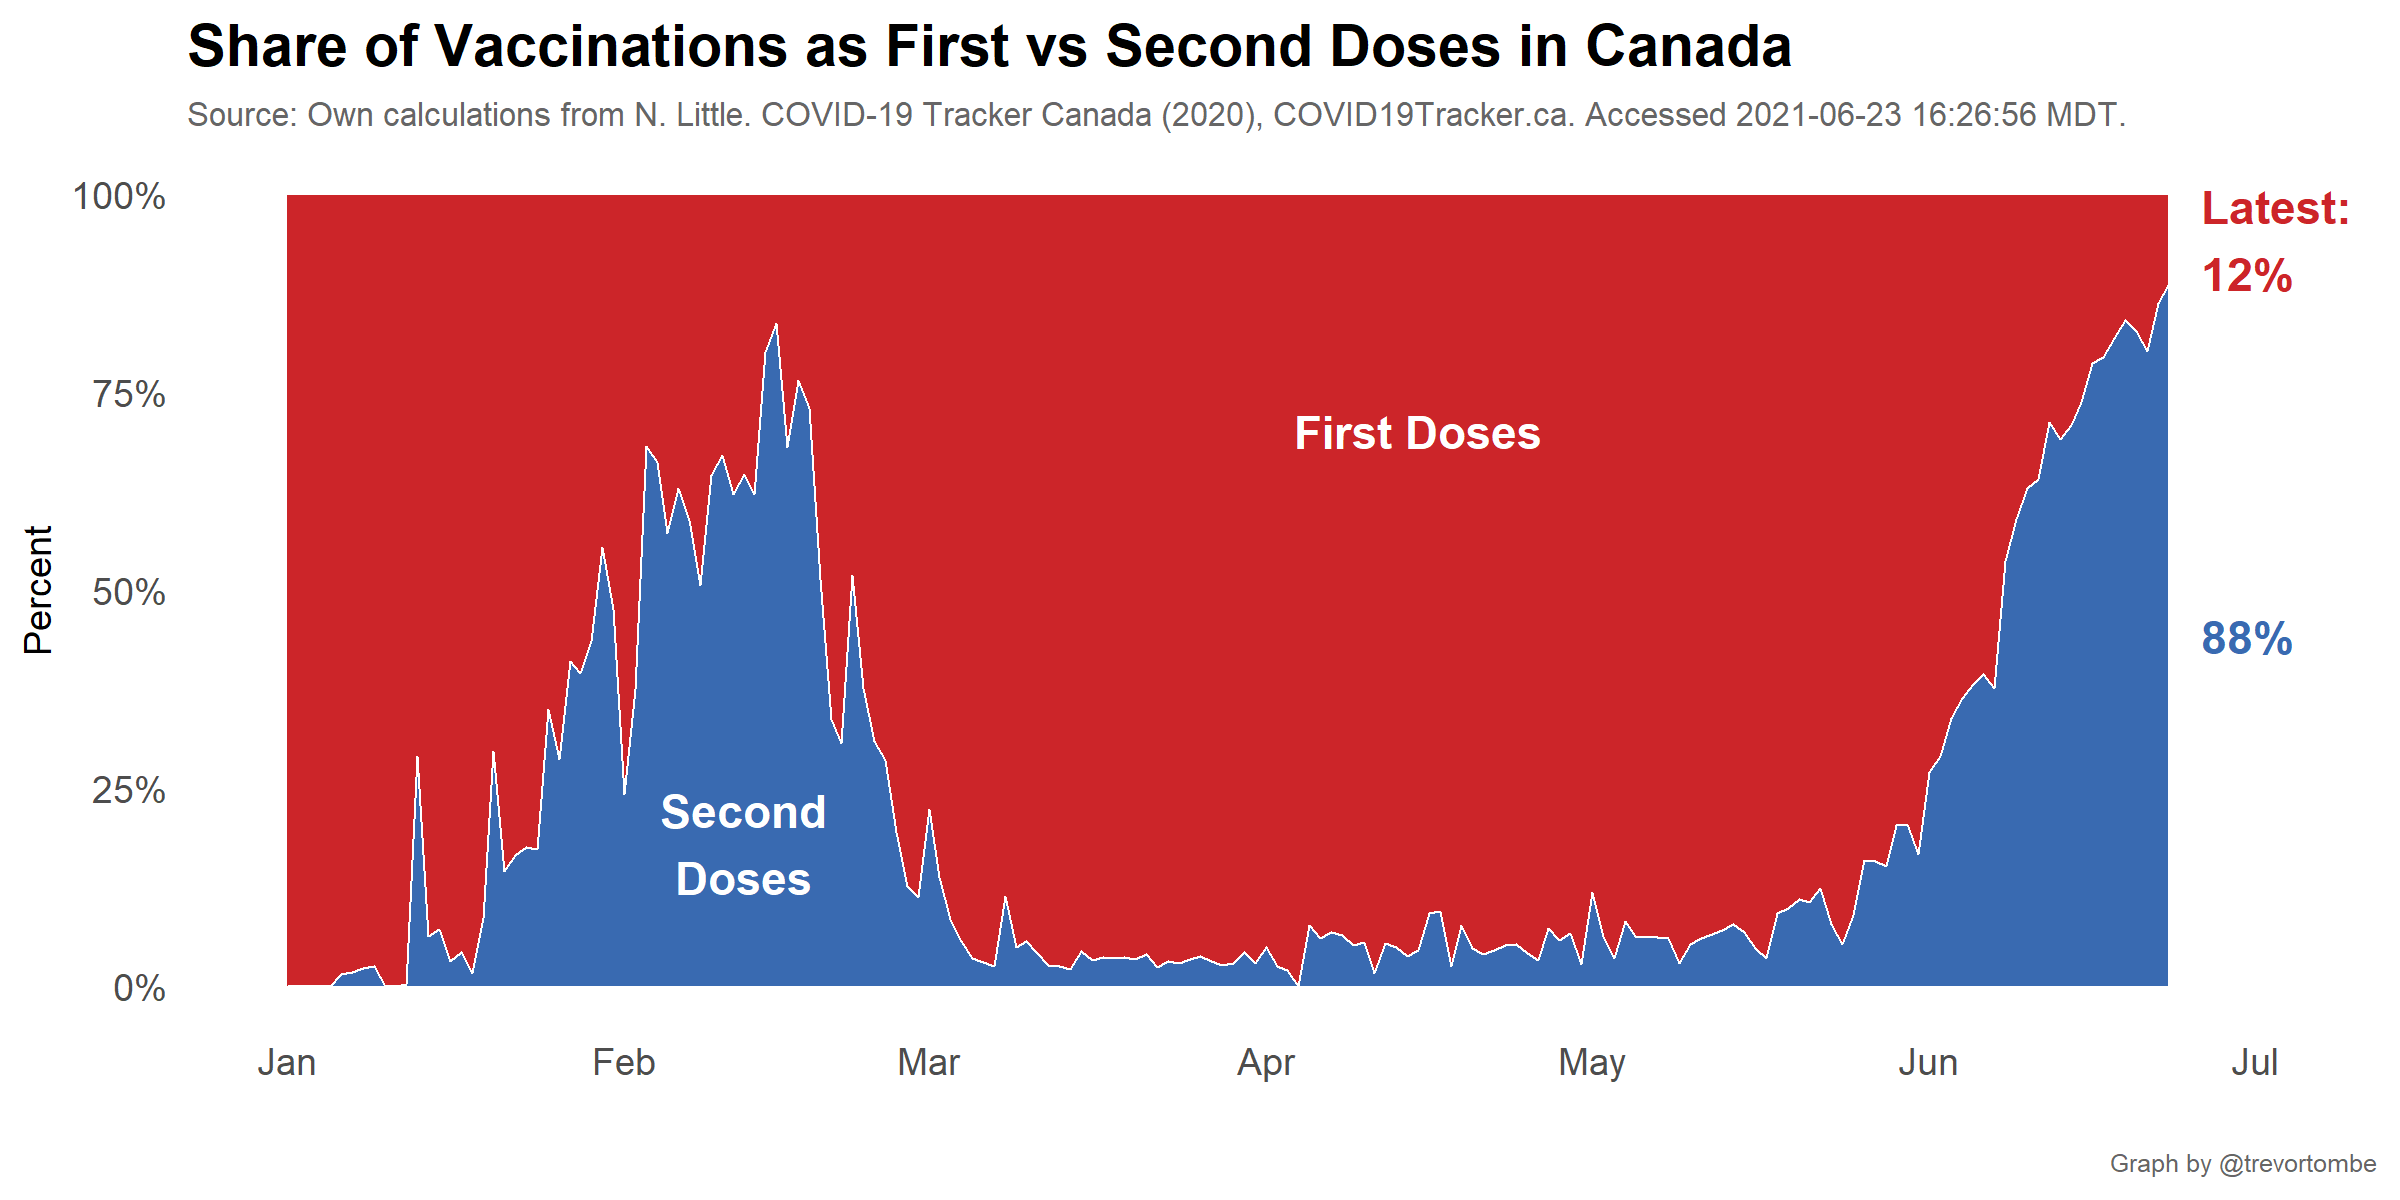 Share of Vaccinations as First vs Second Doses in Canada
Source: Own calculations from N. Little. COVID-19 Tracker Canada (2020), COVID19Tracker.ca. Accessed 2021-06-23 16:26:56 MDT.
100%
75%
50%
25%
0%
Percent
First Doses
Second
Doses
Latest:
12%
88%
Jan
Feb
Mar
Apr
May
Jun
Jul
Graph by @trevortombe